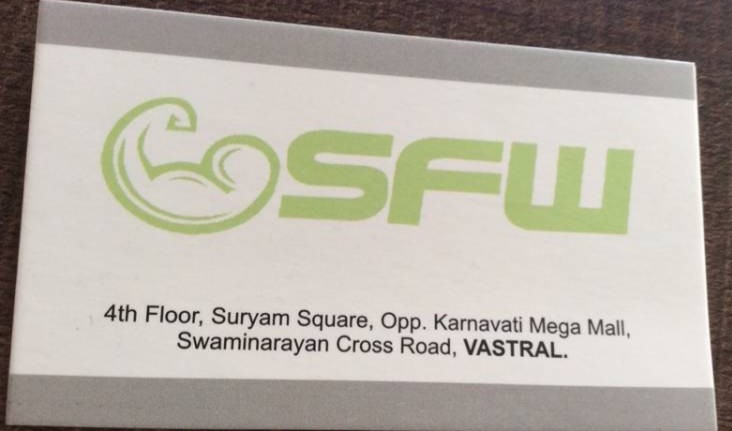 SFW
4th Floor, Suryam Square, Opp. Karnavati Mega Mall,
Swaminarayan Cross Road, VASTRAL.